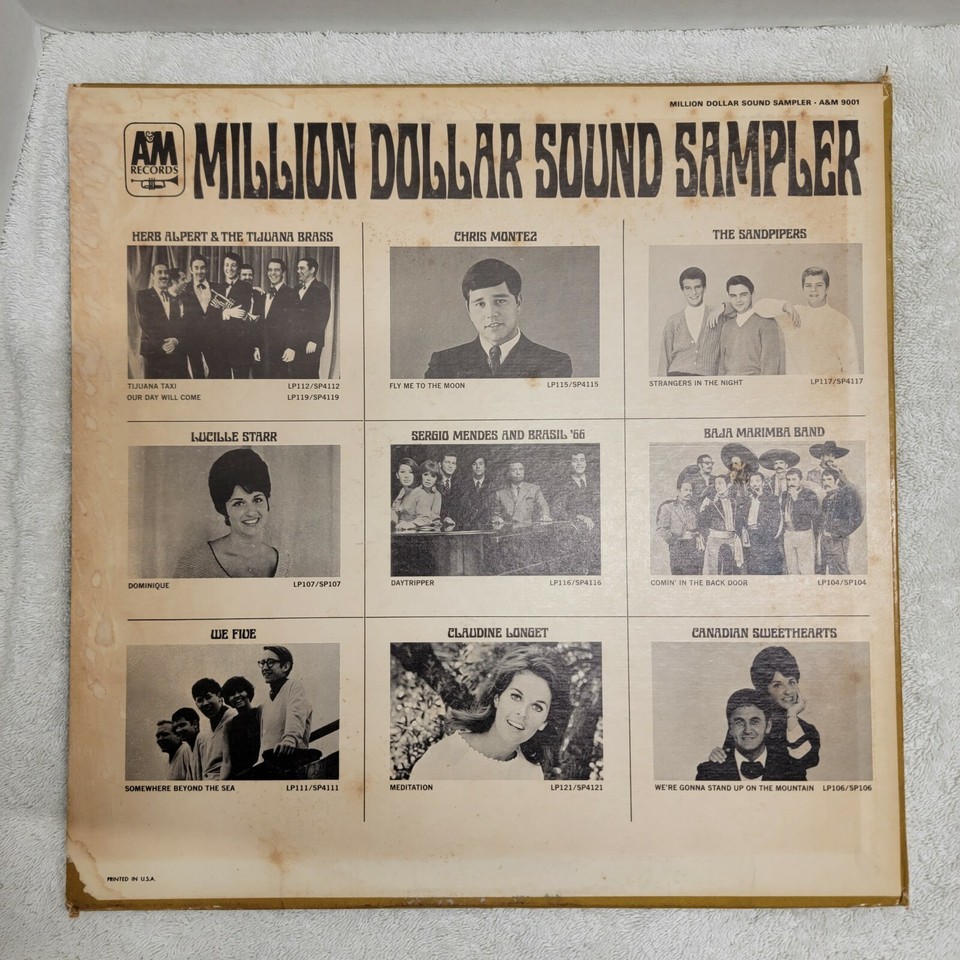 MILLION DOLLAR SOUND SAMPLER · A&M 9001
A&M
RECORDS
MILLION DOLLAR SOUND SAMPLER
HERB ALPERT & THE TIJUANA BRASS
TIJUANA TAXI LP112/SP4112
OUR DAY WILL COME LP119/SP4119
CHRIS MONTEZ
FLY ME TO THE MOON LP115/SP4115
THE SANDPIPERS
STRANGERS IN THE NIGHT LP117/SP4117
LUCILLE STARR
DOMINIQUE LP107/SP107
SERGIO MENDES AND BRASIL '66
DAYTRIPPER LP116/SP4116
BAJA MARIMBA BAND
COMIN' IN THE BACK DOOR LP104/SP104
WE FIVE
SOMEWHERE BEYOND THE SEA LP111/SP4111
CLAUDINE LONGET
MEDITATION LP121/SP4121
CANADIAN SWEETHEARTS
WE'RE GONNA STAND UP ON THE MOUNTAIN LP106/SP106
PRINTED IN U.S.A.